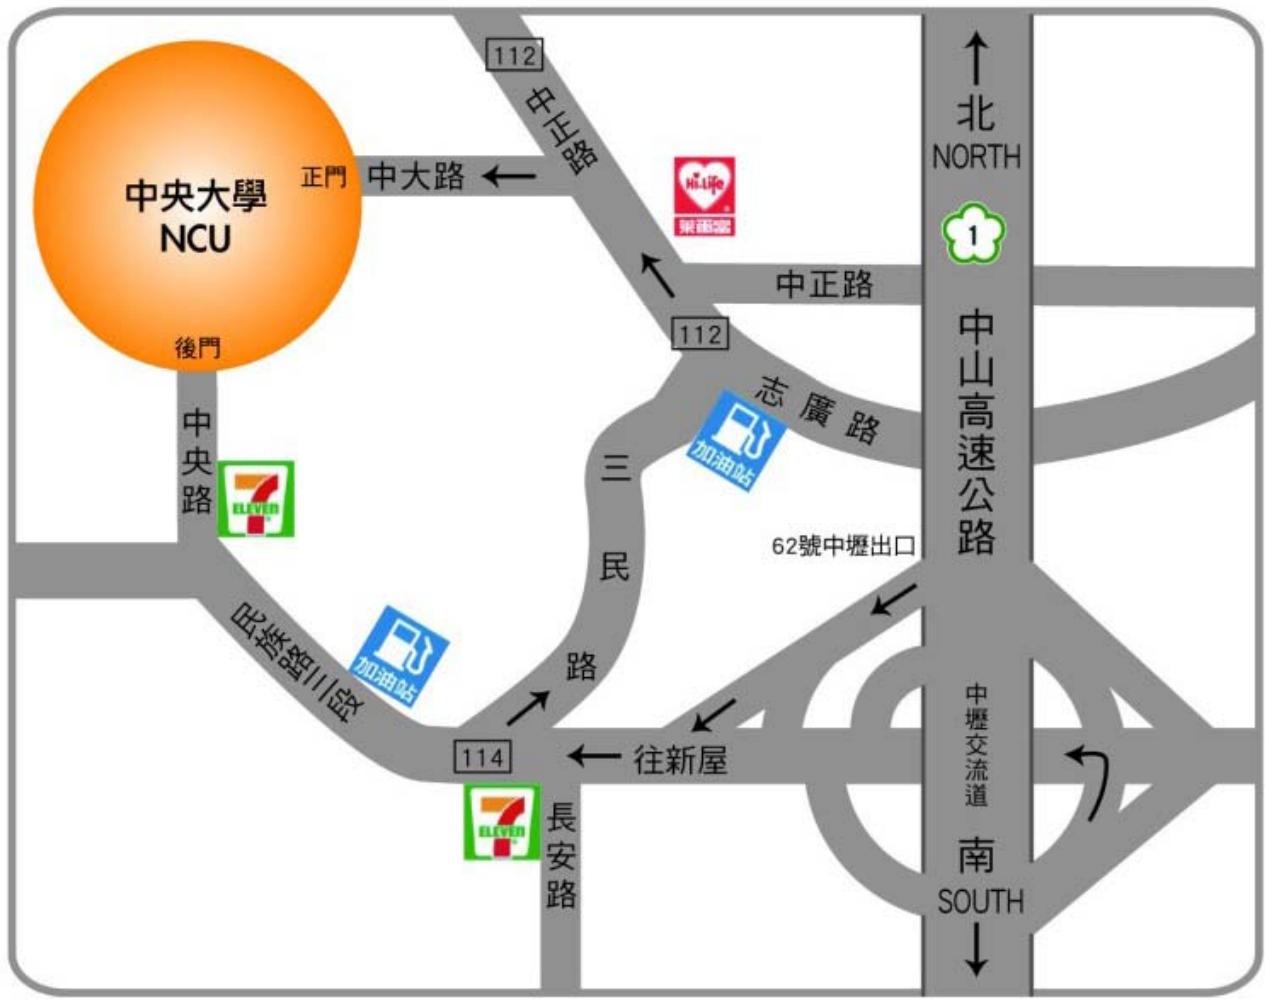 112
中正路
北
NORTH
正門
中大路
中央大學
NCU
Hi-Life
萊爾富
1
中正路
112
後門
志廣路
中山高速公路
中央路
加油站
三民路
7
ELEVEN
62號中壢出口
民族路三段
加油站
中壢交流道
114
往新屋
7
ELEVEN
長安路
南
SOUTH